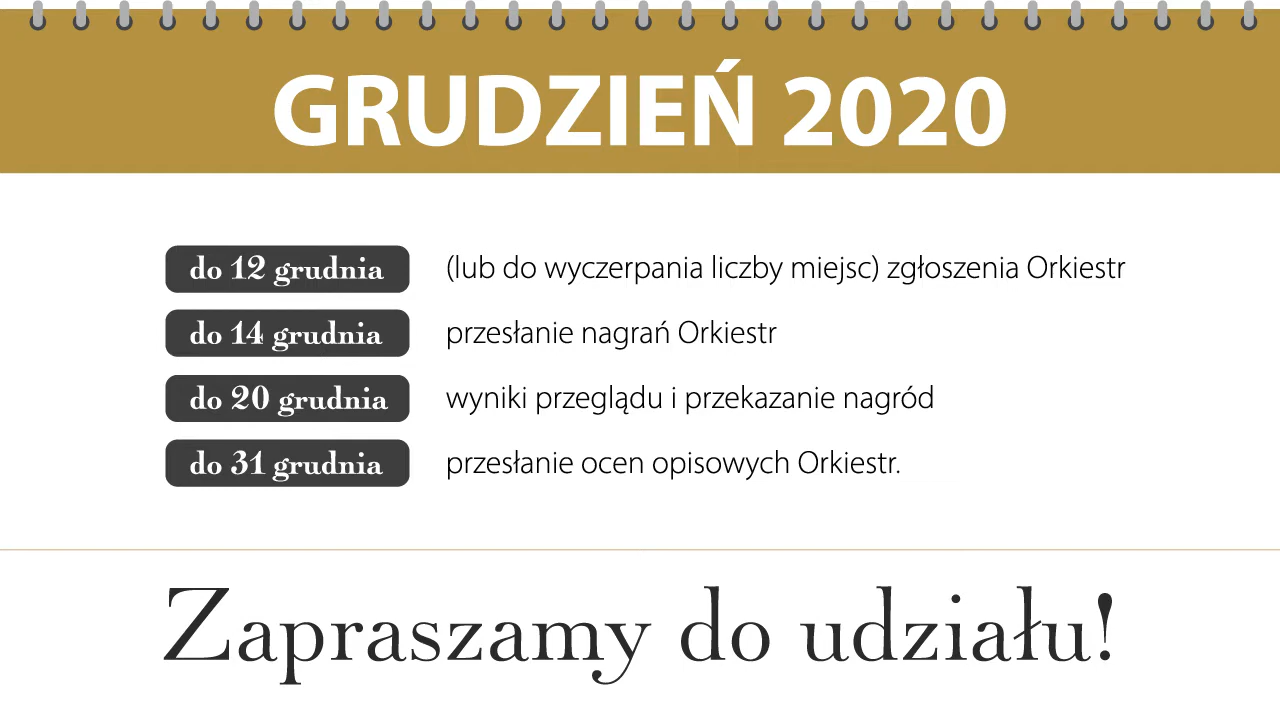 GRUDZIEŃ 2020
do 12 grudnia (lub do wyczerpania liczby miejsc) zgłoszenia Orkiestr
do 14 grudnia przesłanie nagrań Orkiestr
do 20 grudnia wyniki przeglądu i przekazanie nagród
do 31 grudnia przesłanie ocen opisowych Orkiestr.
Zapraszamy do udziału!